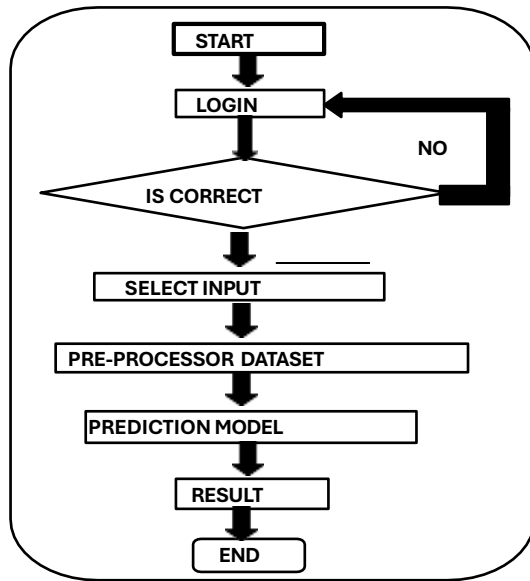 START
LOGIN
NO
IS CORRECT
SELECT INPUT
PRE-PROCESSOR DATASET
PREDICTION MODEL
RESULT
END